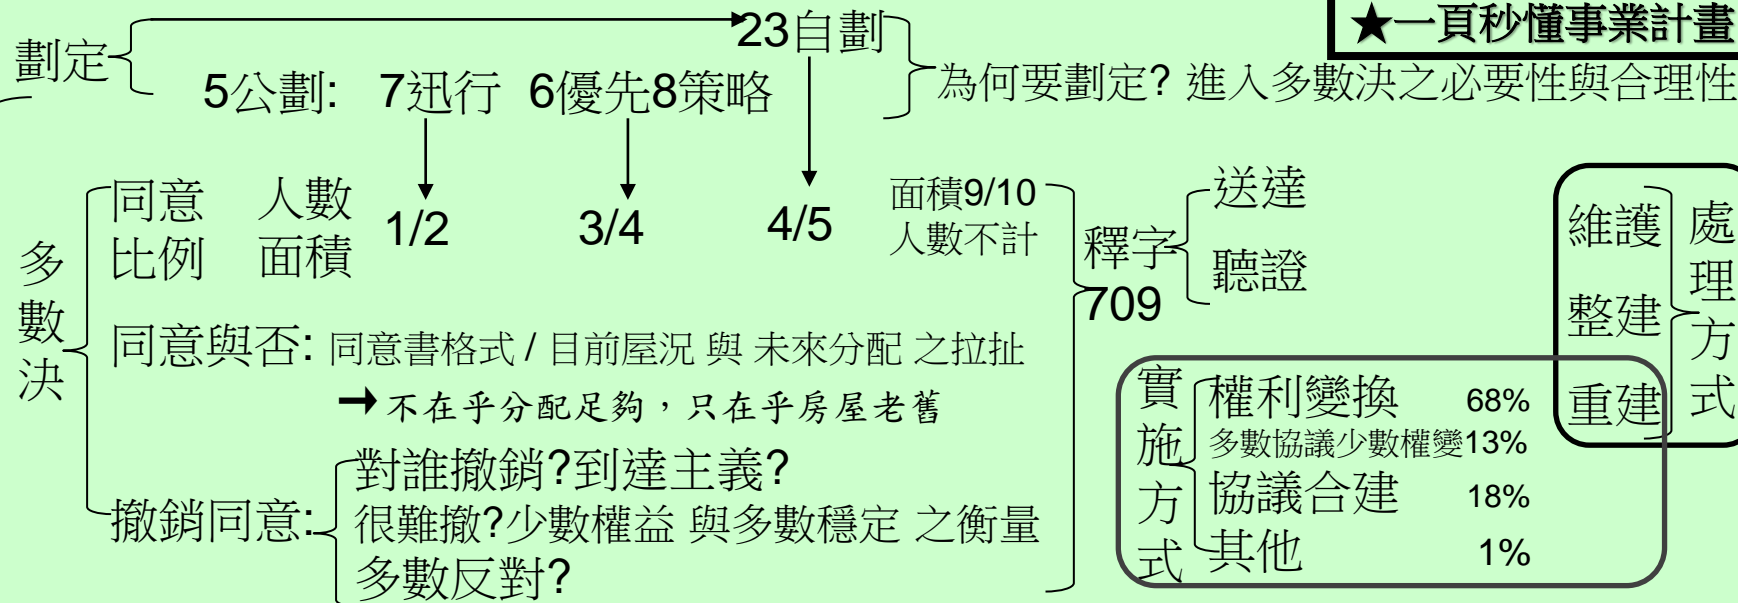 ★一頁秒懂事業計畫
劃定
23自劃
5公劃: 7迅行 6優先8策略
為何要劃定? 進入多數決之必要性與合理性
多數決
同意比例
人數
面積
1/2
3/4
4/5
面積9/10
人數不計
同意與否: 同意書格式 / 目前屋況 與 未來分配 之拉扯
➞不在乎分配足夠，只在乎房屋老舊
撤銷同意:
對誰撤銷?到達主義?
很難撤?少數權益 與多數穩定 之衡量
多數反對?
釋字
709
送達
聽證
處理方式
維護
整建
重建
實施方式
權利變換 68%
多數協議少數權變13%
協議合建 18%
其他 1%